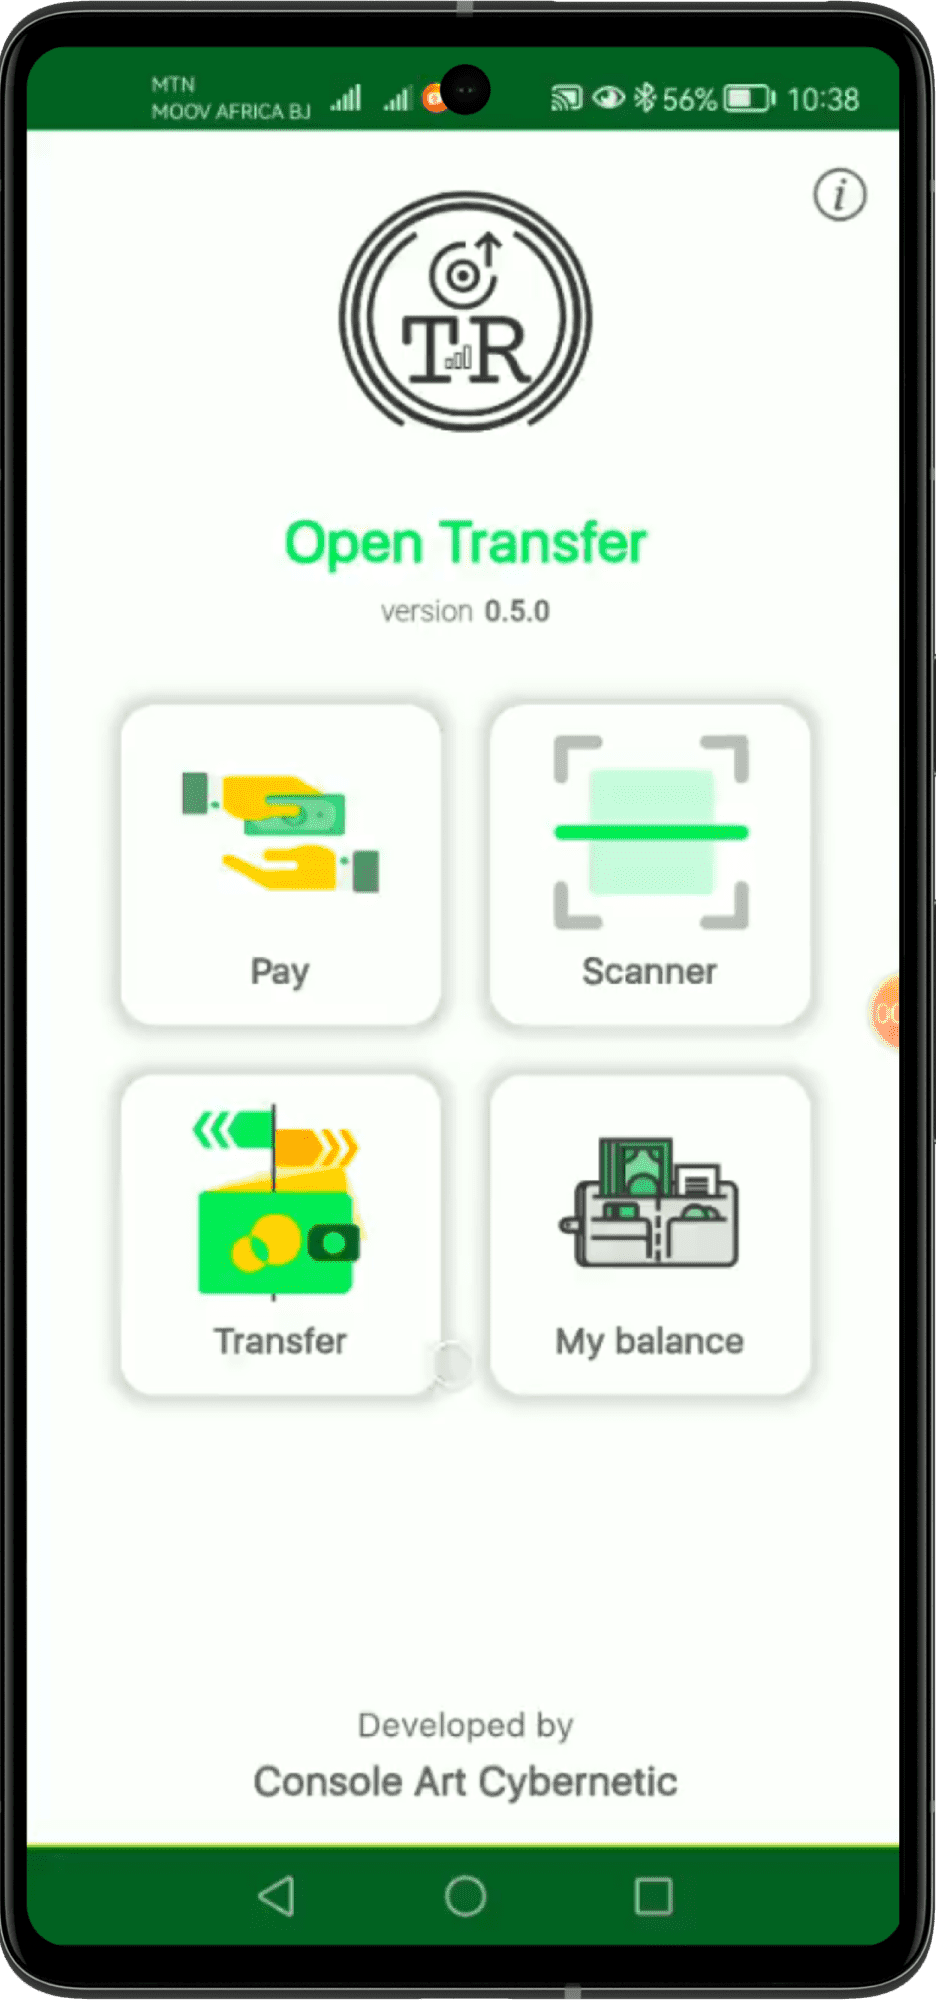 MTN
MOOV AFRICA BJ
56% 10:38
TR
Open Transfer
version 0.5.0
Pay
Scanner
Transfer
My balance
Developed by
Console Art Cybernetic